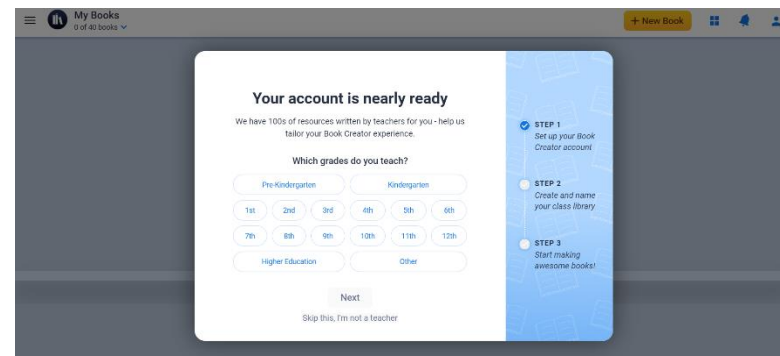 My Books
0 of 40 books
+ New Book
Your account is nearly ready
We have 100s of resources written by teachers for you - help us
tailor your Book Creator experience.
Which grades do you teach?
Pre-Kindergarten
Kindergarten
1st 2nd 3rd 4th 5th 6th
7th 8th 9th 10th 11th 12th
Higher Education
Other
Next
Skip this, I'm not a teacher
STEP 1
Set up your Book
Creator account
STEP 2
Create and name
your class library
STEP 3
Start making
awesome books!